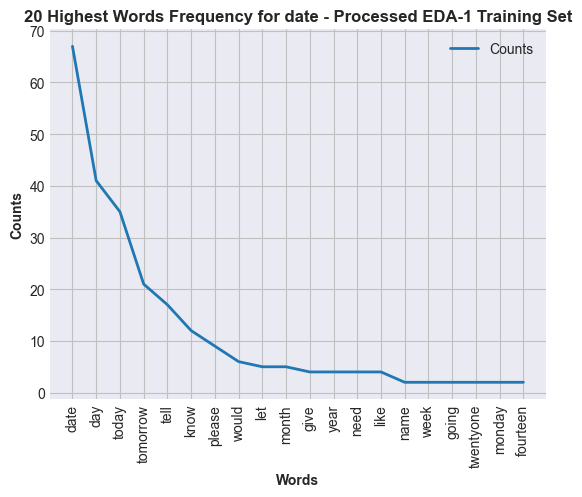 20 Highest Words Frequency for date - Processed EDA-1 Training Set
Counts
70
60
50
40
30
20
10
0
Counts
date
day
today
tomorrow
tell
know
please
would
let
month
give
year
need
like
name
week
going
twentyone
monday
fourteen
Words